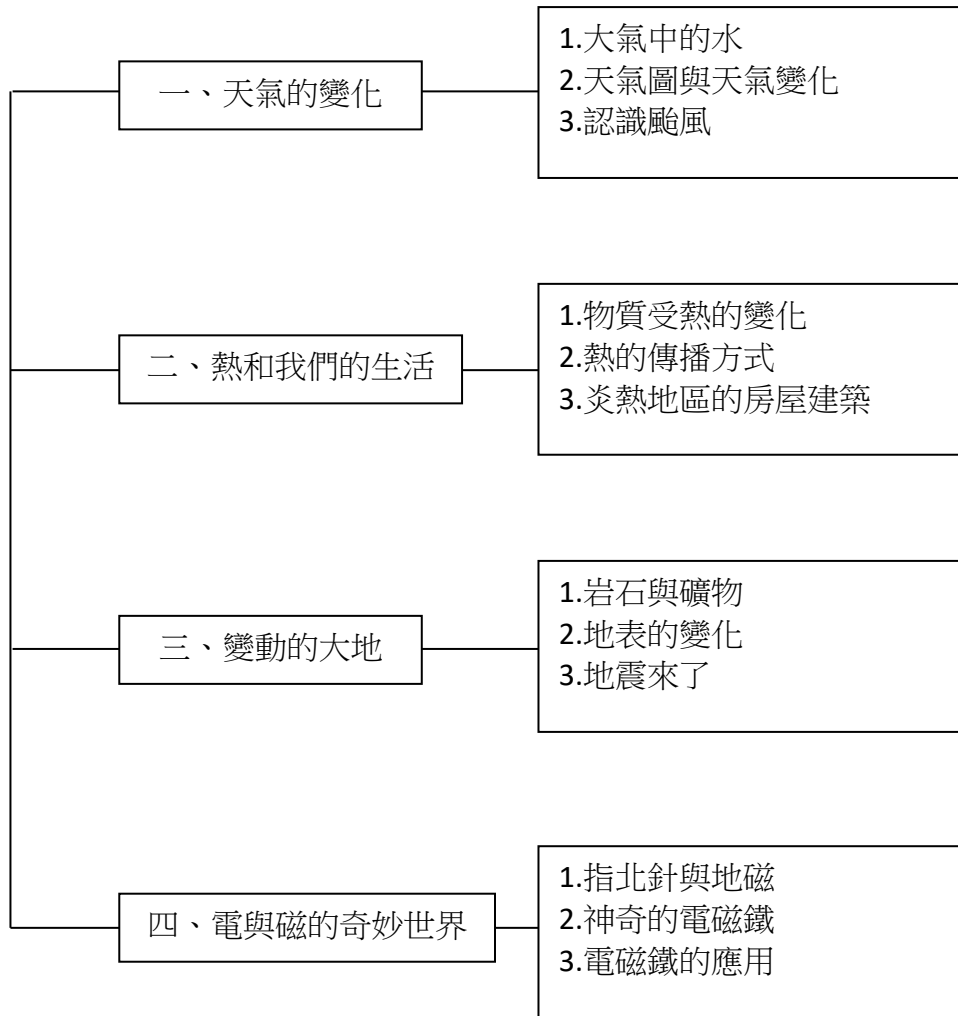 一、天氣的變化
1.大氣中的水
2.天氣圖與天氣變化
3.認識颱風
二、熱和我們的生活
1.物質受熱的變化
2.熱的傳播方式
3.炎熱地區的房屋建築
三、變動的大地
1.岩石與礦物
2.地表的變化
3.地震來了
四、電與磁的奇妙世界
1.指北針與地磁
2.神奇的電磁鐵
3.電磁鐵的應用